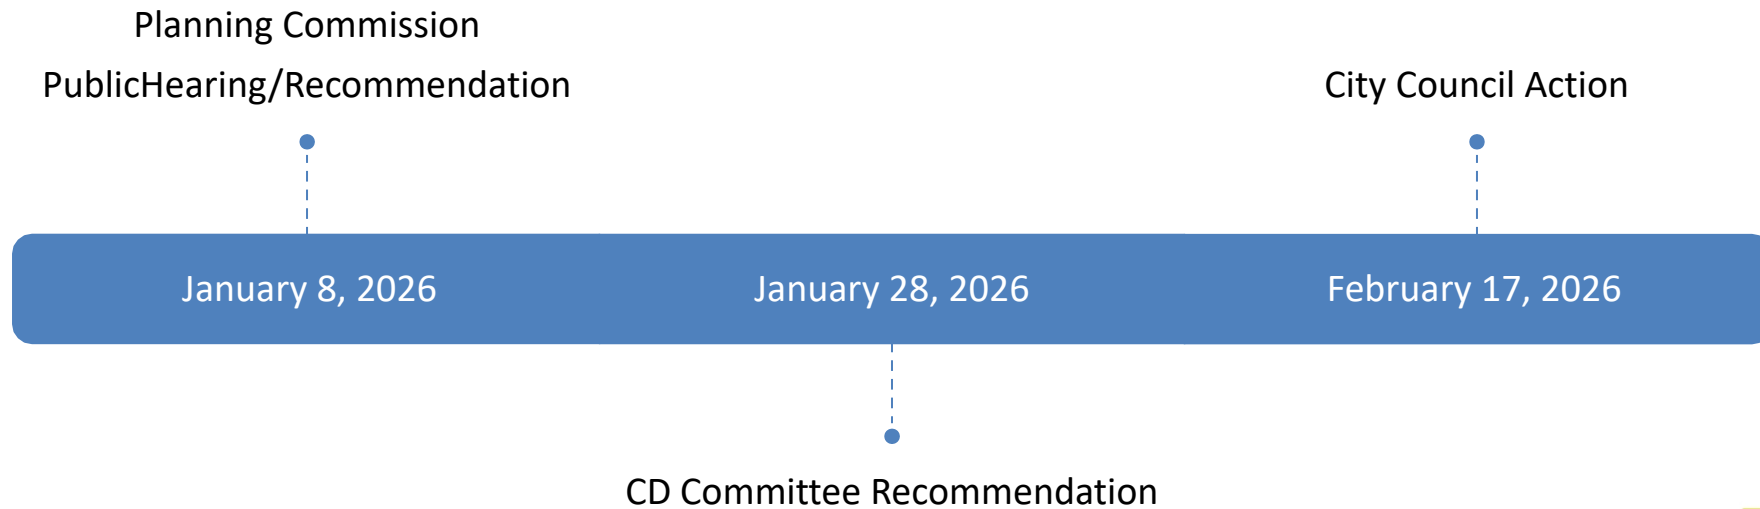 Planning Commission
PublicHearing/Recommendation
City Council Action
January 8, 2026
January 28, 2026
February 17, 2026
CD Committee Recommendation